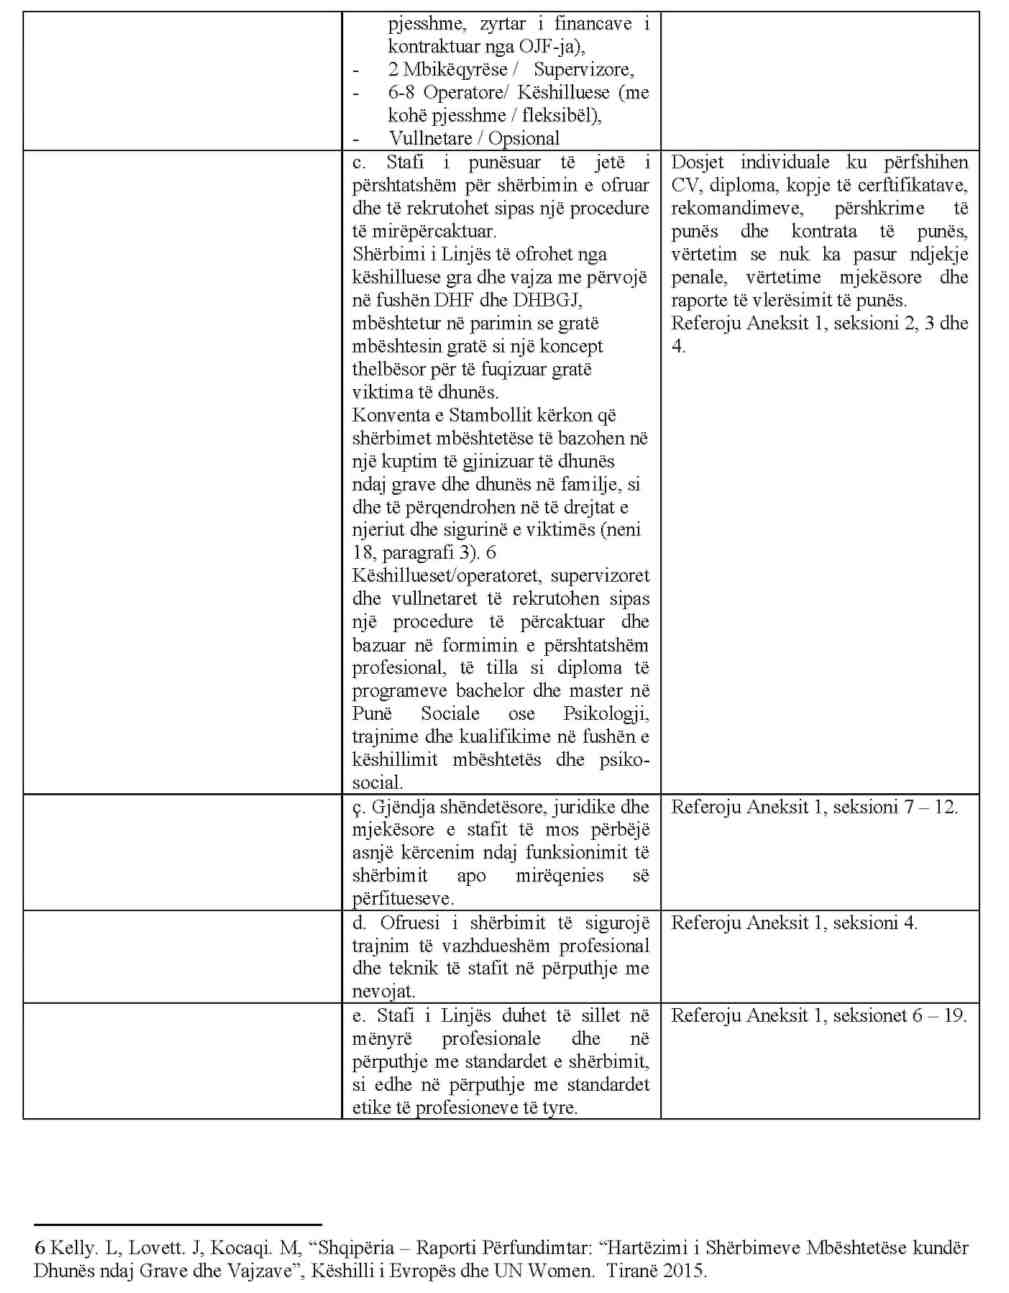 pjesshme, zyrtar i financave i
kontraktuar nga OJF-ja),
- 2 Mbikëqyrëse / Supervizore,
- 6-8 Operatore/ Këshilluese (me
kohë pjesshme / fleksibël),
- Vullnetare / Opsional
c. Stafi i punësuar të jetë i
përshtatshëm për shërbimin e ofruar
dhe të rekrutohet sipas një procedure
të mirëpërcaktuar.
Shërbimi i Linjës të ofrohet nga
këshilluese gra dhe vajza me përvojë
në fushën DHF dhe DHBGJ,
mbështetur në parimin se gratë
mbështesin gratë si një koncept
thelbësor për të fuqizuar gratë
viktima të dhunës.
Konventa e Stambollit kërkon që
shërbimet mbështetëse të bazohen në
një kuptim të gjinizuar të dhunës
ndaj grave dhe dhunës në familje, si
dhe të përqendrohen në të drejtat e
njeriut dhe sigurinë e viktimës (neni
18, paragrafi 3). 6
Këshillueset/operatoret, supervizoret
dhe vullnetaret të rekrutohen sipas
një procedure të përcaktuar dhe
bazuar në formimin e përshtatshëm
profesional, të tilla si diploma të
programeve bachelor dhe master në
Punë Sociale ose Psikologji,
trajnime dhe kualifikime në fushën e
këshillimit mbështetës dhe psiko-
social.
Dosjet individuale ku përfshihen
CV, diploma, kopje të cerftifikatave,
rekomandimeve, përshkrime të
punës dhe kontrata të punës,
vërtetim se nuk ka pasur ndjekje
penale, vërtetime mjekësore dhe
raporte të vlerësimit të punës.
Referoju Aneksit 1, seksioni 2, 3 dhe
4.
ç. Gjëndja shëndetësore, juridike dhe
mjekësore e stafit të mos përbëjë
asnjë kërcenim ndaj funksionimit të
shërbimit apo mirëqenies së
përfitueseve.
Referoju Aneksit 1, seksioni 7 – 12.
d. Ofruesi i shërbimit të sigurojë
trajnim të vazhdueshëm profesional
dhe teknik të stafit në përputhje me
nevojat.
Referoju Aneksit 1, seksioni 4.
e. Stafi i Linjës duhet të sillet në
mënyrë profesionale dhe në
përputhje me standardet e shërbimit,
si edhe në përputhje me standardet
etike të profesioneve të tyre.
Referoju Aneksit 1, seksionet 6 – 19.
6 Kelly. L, Lovett. J, Kocaqi. M, “Shqipëria – Raporti Përfundimtar: “Hartëzimi i Shërbimeve Mbështetëse kundër
Dhunës ndaj Grave dhe Vajzave”, Këshilli i Evropës dhe UN Women. Tiranë 2015.